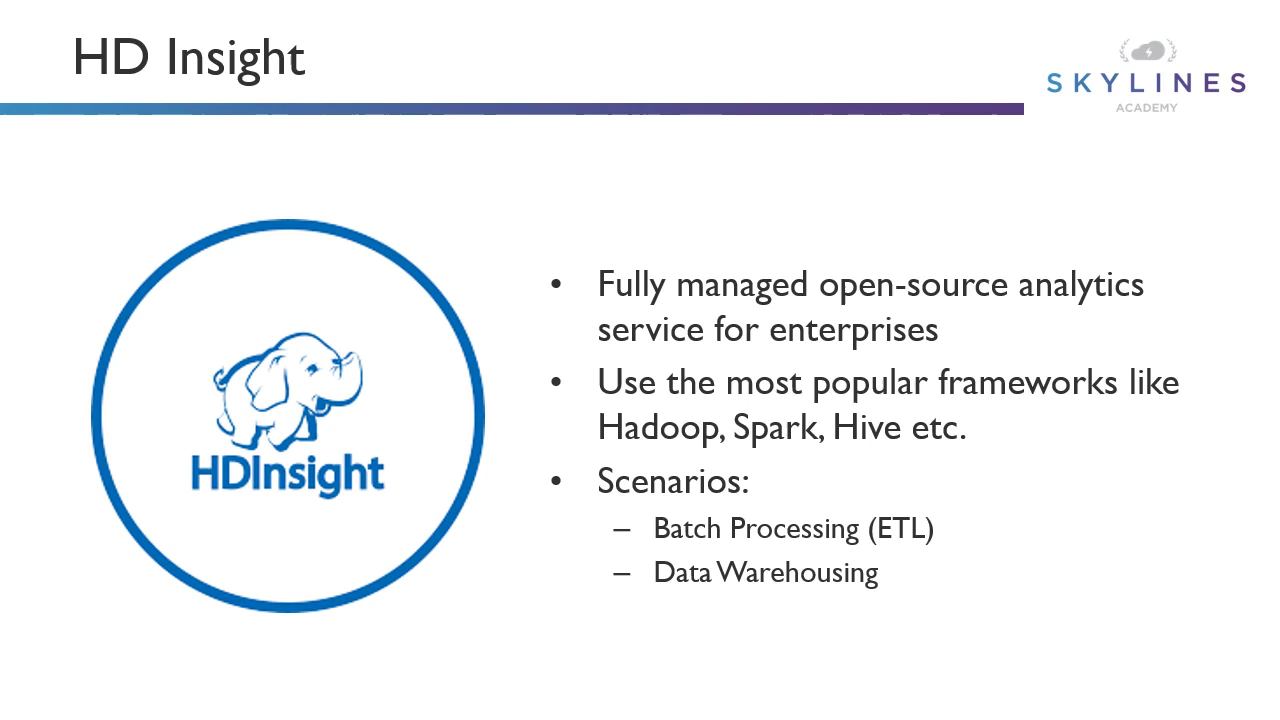 HD Insight
SKYLINES
ACADEMY
HDInsight
• Fully managed open-source analytics
service for enterprises
• Use the most popular frameworks like
Hadoop, Spark, Hive etc.
• Scenarios:
– Batch Processing (ETL)
– Data Warehousing